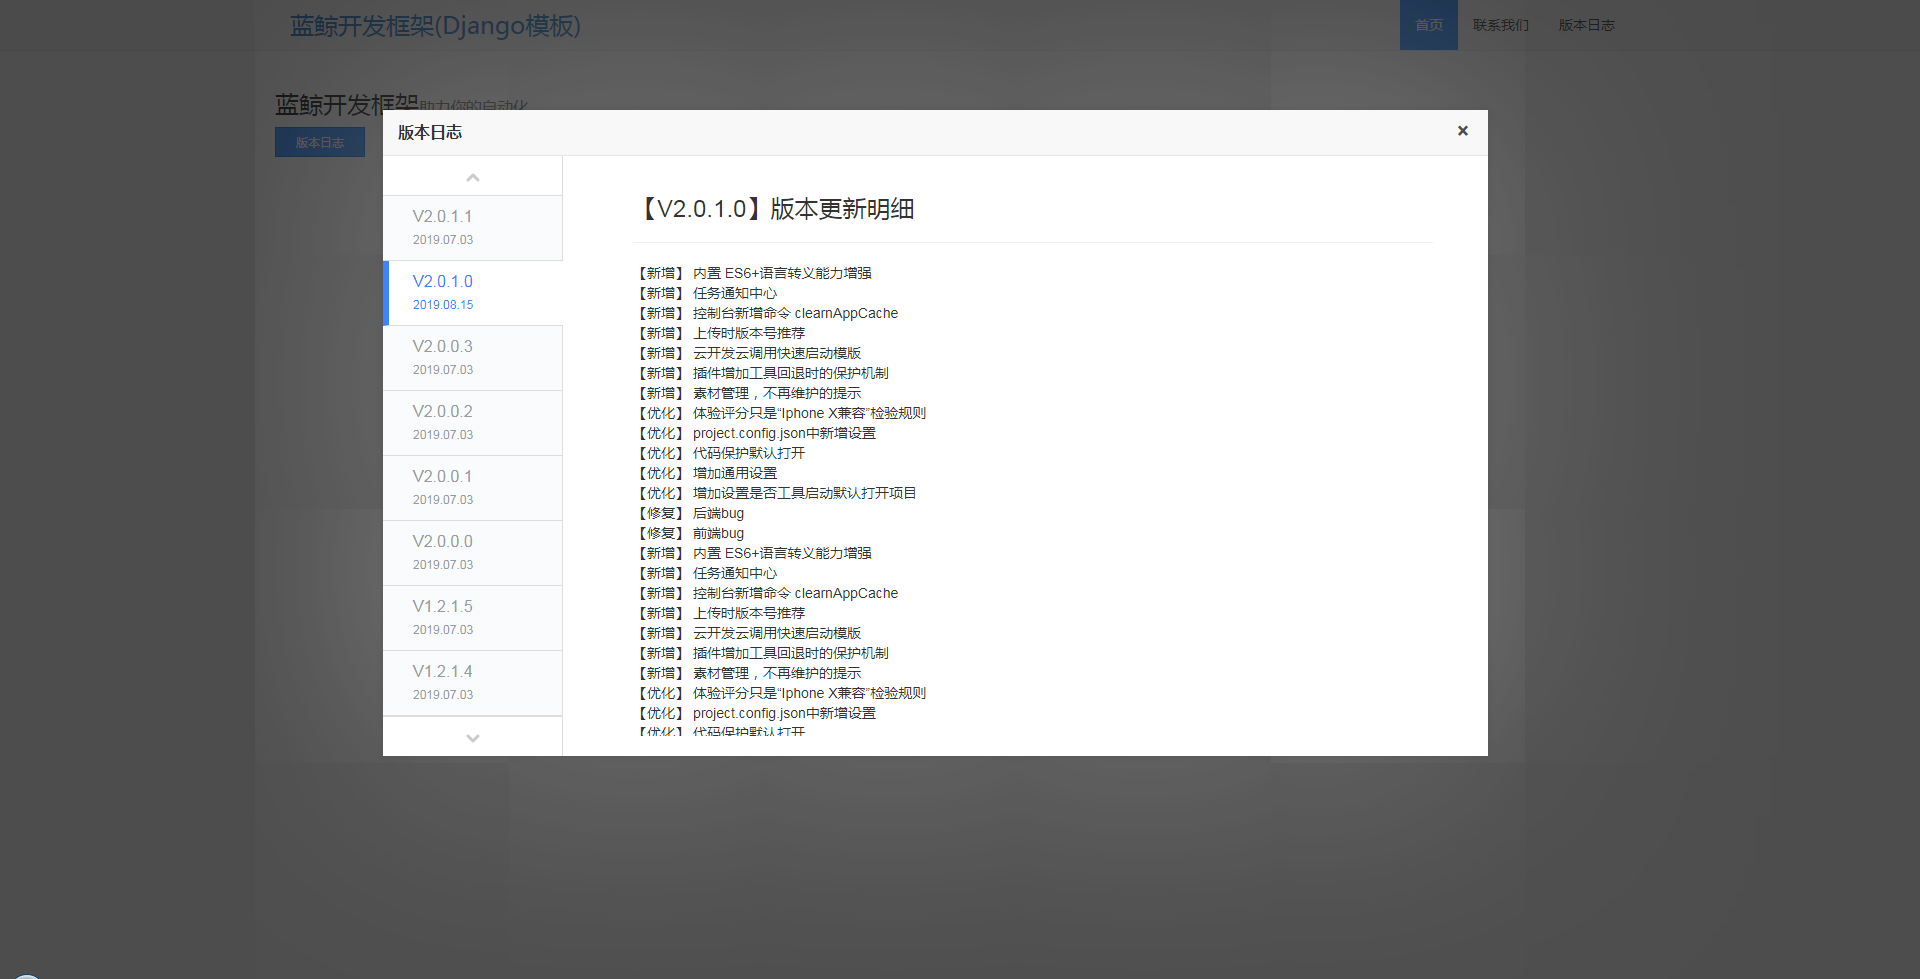 蓝鲸开发框架(Django模板)
首页 联系我们 版本日志
蓝鲸开发框架助力你的自动化
版本日志
版本日志 ×
V2.0.1.1
2019.07.03
V2.0.1.0
2019.08.15
V2.0.0.3
2019.07.03
V2.0.0.2
2019.07.03
V2.0.0.1
2019.07.03
V2.0.0.0
2019.07.03
V1.2.1.5
2019.07.03
V1.2.1.4
2019.07.03
【V2.0.1.0】版本更新明细
【新增】 内置 ES6+语言转义能力增强
【新增】 任务通知中心
【新增】 控制台新增命令 clearnAppCache
【新增】 上传时版本号推荐
【新增】 云开发云调用快速启动模版
【新增】 插件增加工具回退时的保护机制
【新增】 素材管理，不再维护的提示
【优化】 体验评分只是“Iphone X兼容”检验规则
【优化】 project.config.json中新增设置
【优化】 代码保护默认打开
【优化】 增加通用设置
【优化】 增加设置是否工具启动默认打开项目
【修复】 后端bug
【修复】 前端bug
【新增】 内置 ES6+语言转义能力增强
【新增】 任务通知中心
【新增】 控制台新增命令 clearnAppCache
【新增】 上传时版本号推荐
【新增】 云开发云调用快速启动模版
【新增】 插件增加工具回退时的保护机制
【新增】 素材管理，不再维护的提示
【优化】 体验评分只是“Iphone X兼容”检验规则
【优化】 project.config.json中新增设置
【优化】 代码保护默认打开